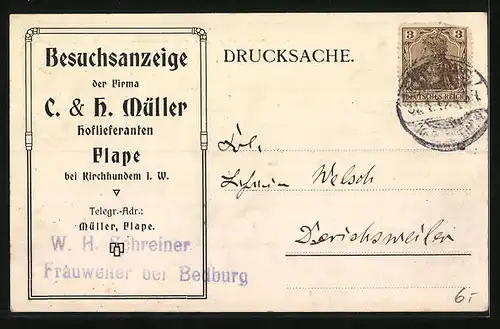 Besuchsanzeige
der Firma
C. & H. Müller
Hoflieferanten
Flape
bei Kirchhundem i. W.
Telegr.-Adr.:
Müller, Flape.
W. H. Schreiner
Frauweiler bei Bedburg
DRUCKSACHE.
3 3
DEUTSCHES REICH
Welsch
Derichsweiler
6.-